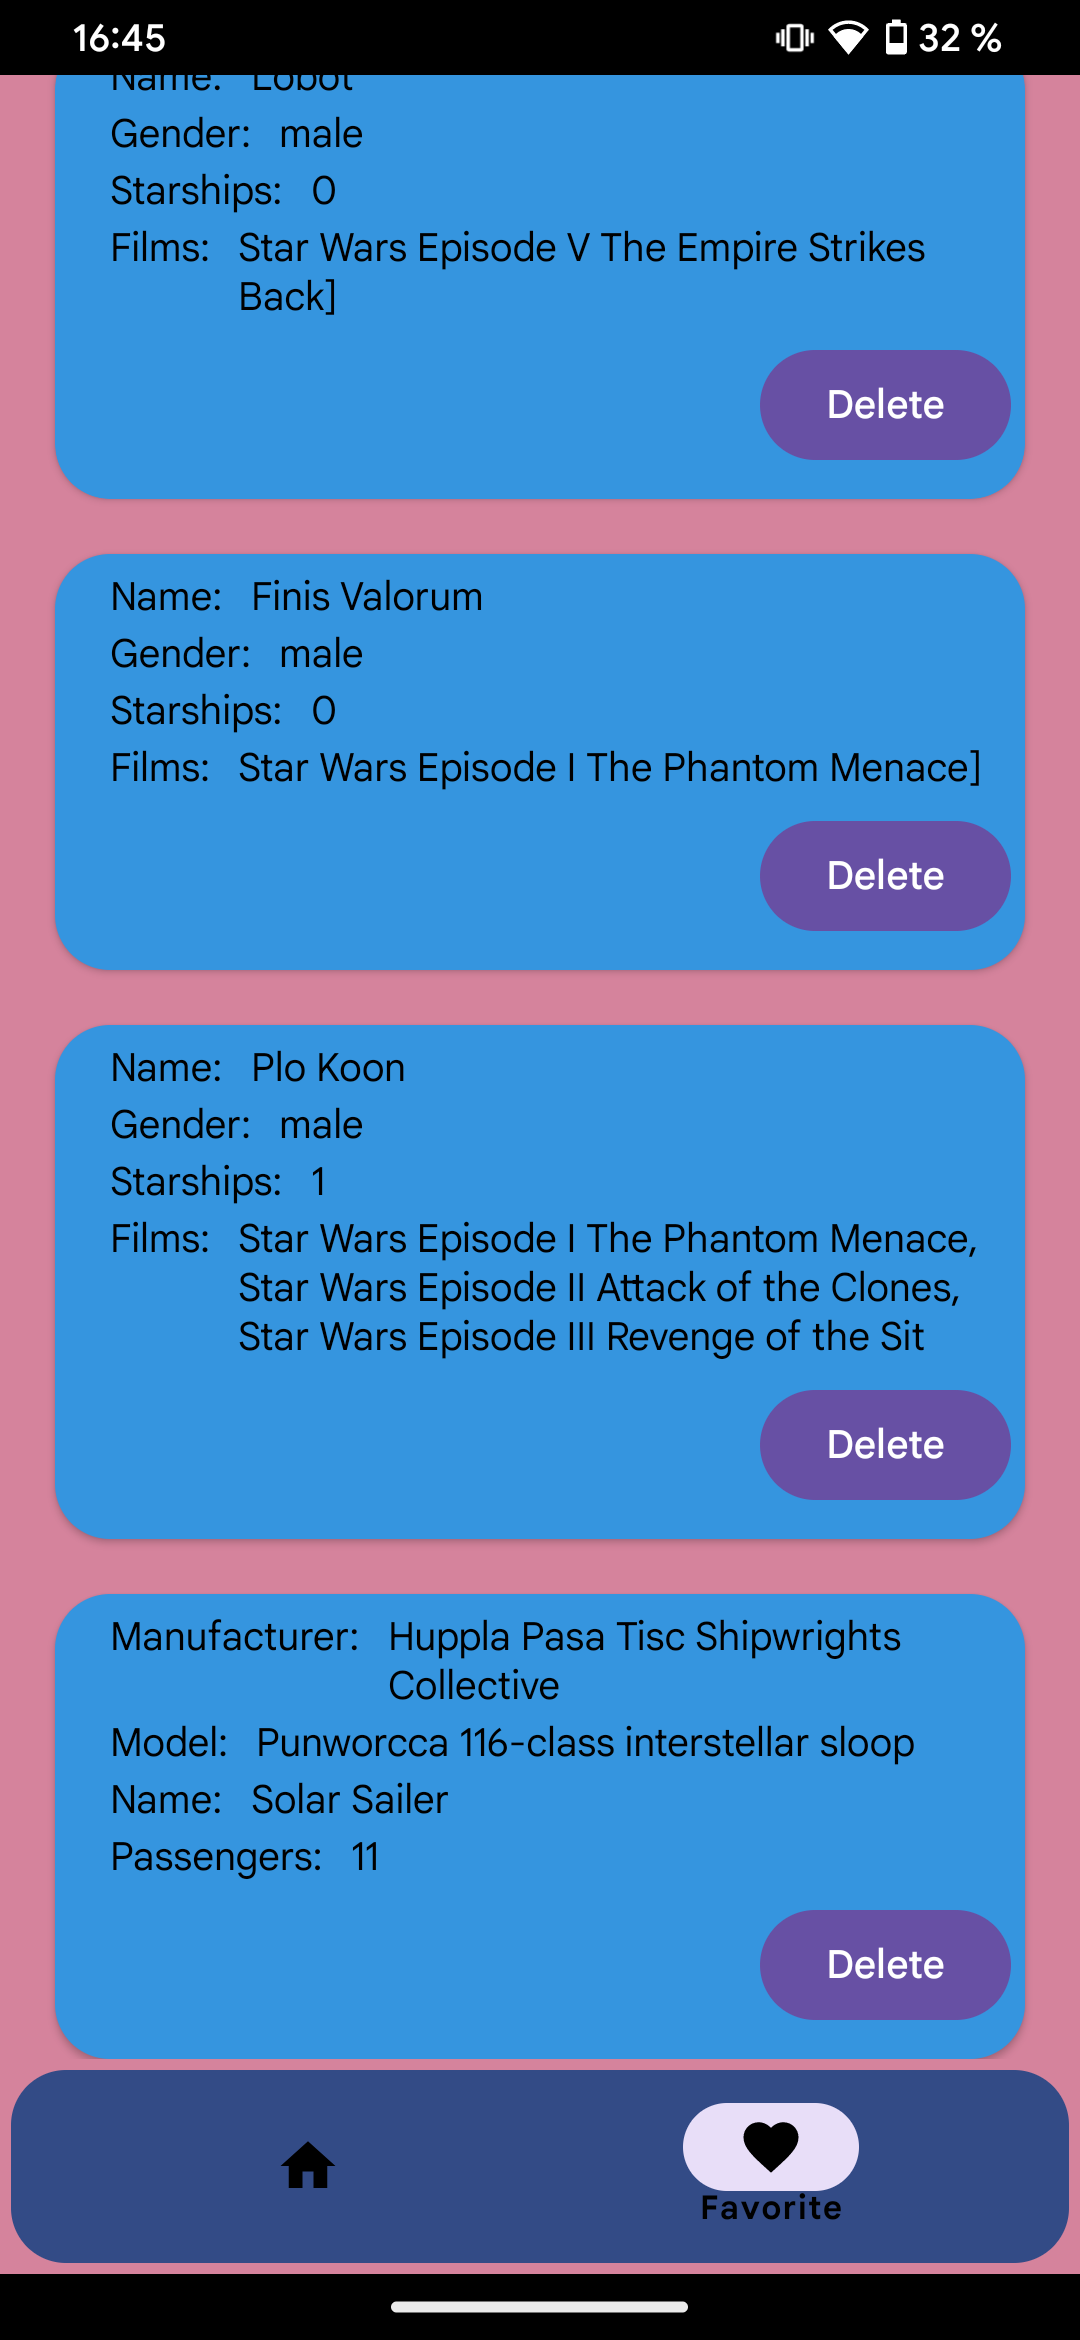 16:45 32 %
Name: Lobot
Gender: male
Starships: 0
Films: Star Wars Episode V The Empire Strikes
Back]
Delete
Name: Finis Valorum
Gender: male
Starships: 0
Films: Star Wars Episode I The Phantom Menace]
Delete
Name: Plo Koon
Gender: male
Starships: 1
Films: Star Wars Episode I The Phantom Menace,
Star Wars Episode II Attack of the Clones,
Star Wars Episode III Revenge of the Sit
Delete
Manufacturer: Huppla Pasa Tisc Shipwrights
Collective
Model: Punworcca 116-class interstellar sloop
Name: Solar Sailer
Passengers: 11
Delete
Favorite